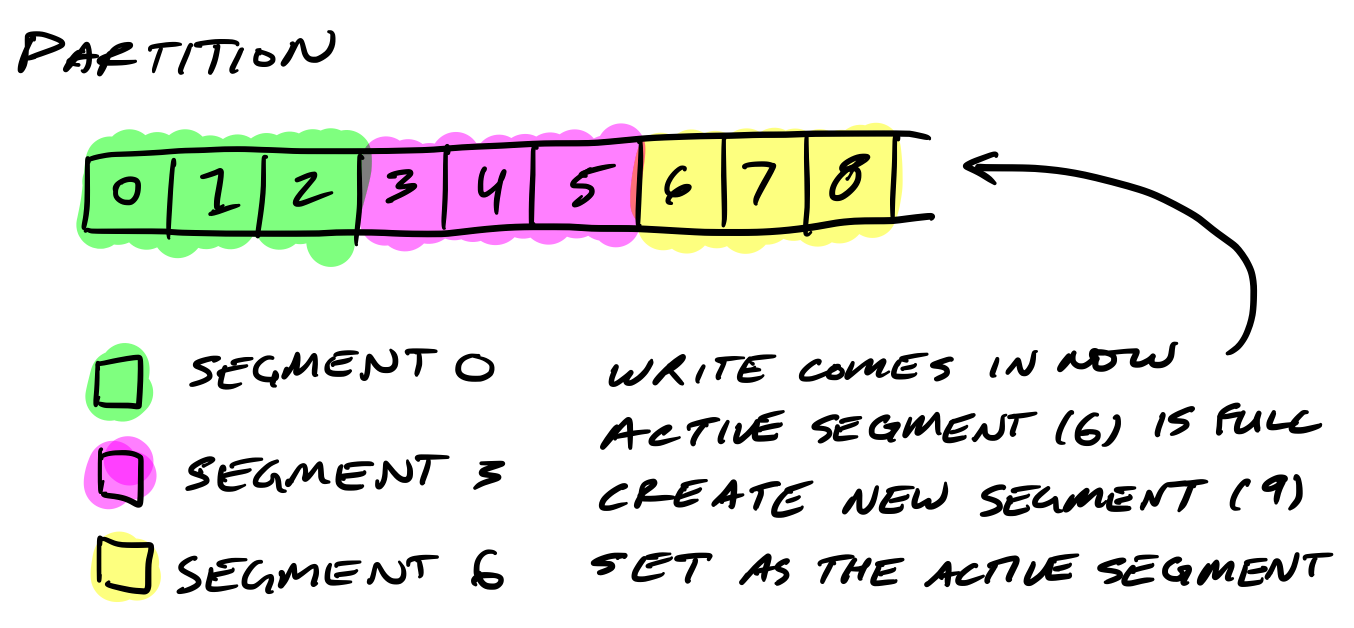 PARTITION
0 1 2 3 4 5 6 7 8
SEGMENT 0
SEGMENT 3
SEGMENT 6
WRITE COMES IN NOW
ACTIVE SEGMENT (6) IS FULL
CREATE NEW SEGMENT (9)
SET AS THE ACTIVE SEGMENT